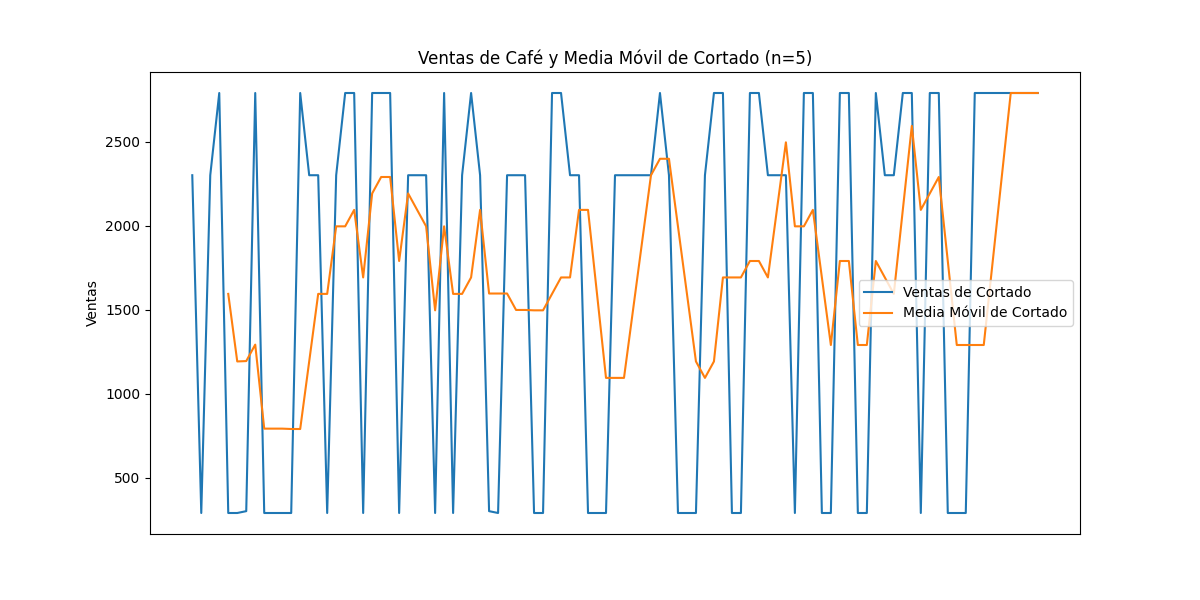 Ventas de Café y Media Móvil de Cortado (n=5)
Ventas
2500
2000
1500
1000
500
Ventas de Cortado
Media Móvil de Cortado